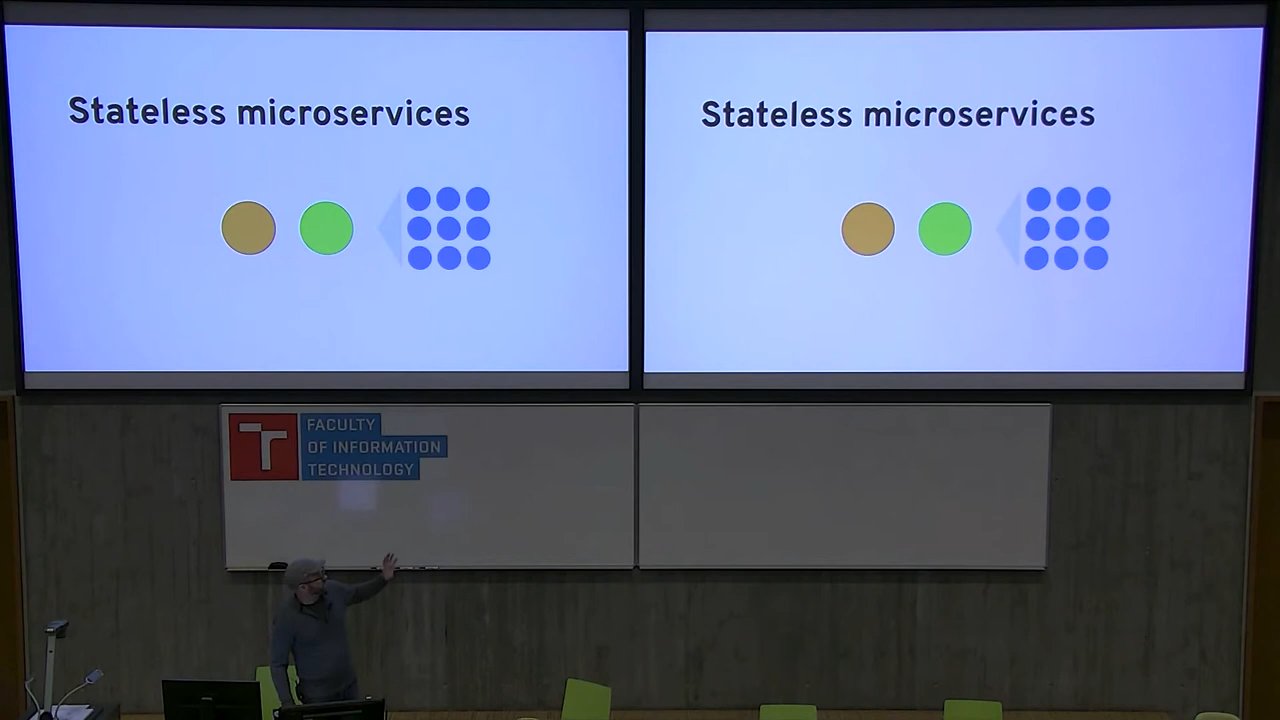 Stateless microservices
Stateless microservices
FACULTY
OF INFORMATION
TECHNOLOGY